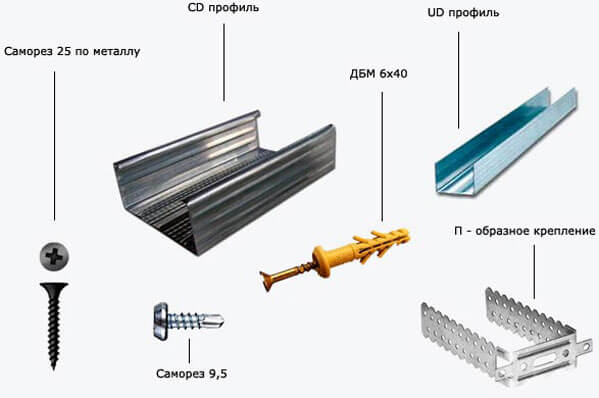 CD профиль
UD профиль
Саморез 25 по металлу
ДБМ 6x40
П - образное крепление
Саморез 9,5